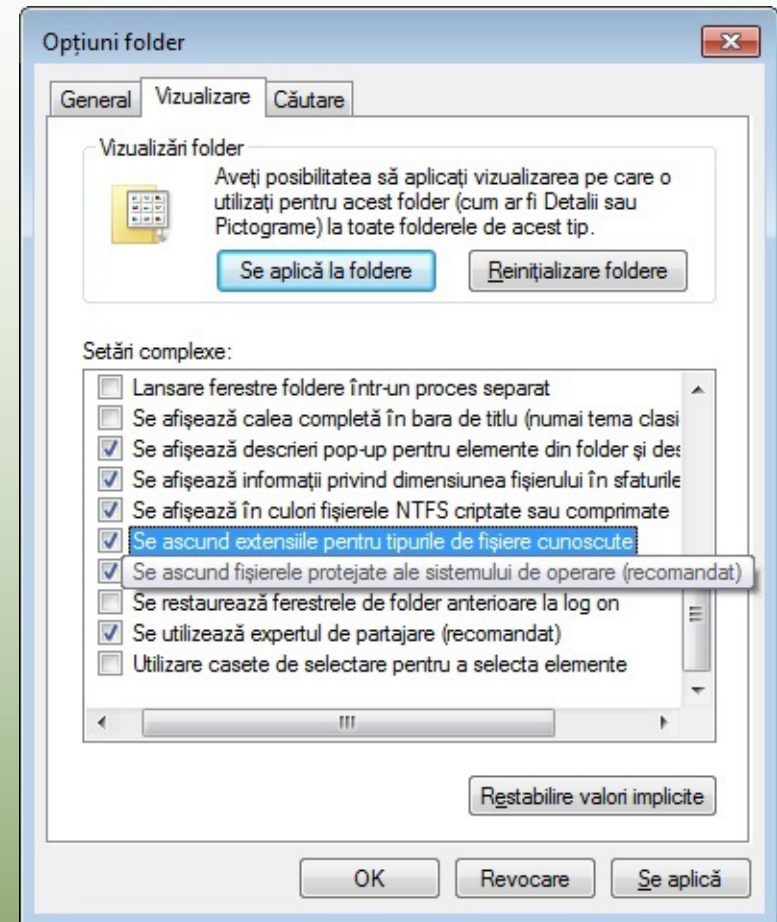 Opțiuni folder
General
Vizualizare
Căutare
Vizualizări folder
Aveți posibilitatea să aplicați vizualizarea pe care o
utilizați pentru acest folder (cum ar fi Detalii sau
Pictograme) la toate folderele de acest tip.
Se aplică la foldere
Reinițializare foldere
Setări complexe:
Lansare ferestre foldere într-un proces separat
Se afișează calea completă în bara de titlu (numai tema clasi
Se afișează descrieri pop-up pentru elemente din folder și des
Se afișează informații privind dimensiunea fișierului în sfaturile
Se afișează în culori fișierele NTFS criptate sau comprimate
Se ascund extensiile pentru tipurile de fișiere cunoscute
Se ascund fișierele protejate ale sistemului de operare (recomandat)
Se restaurează ferestrele de folder anterioare la log on
Se utilizează expertul de partajare (recomandat)
Utilizare casete de selectare pentru a selecta elemente
Restabilire valori implicite
OK
Revocare
Se aplică